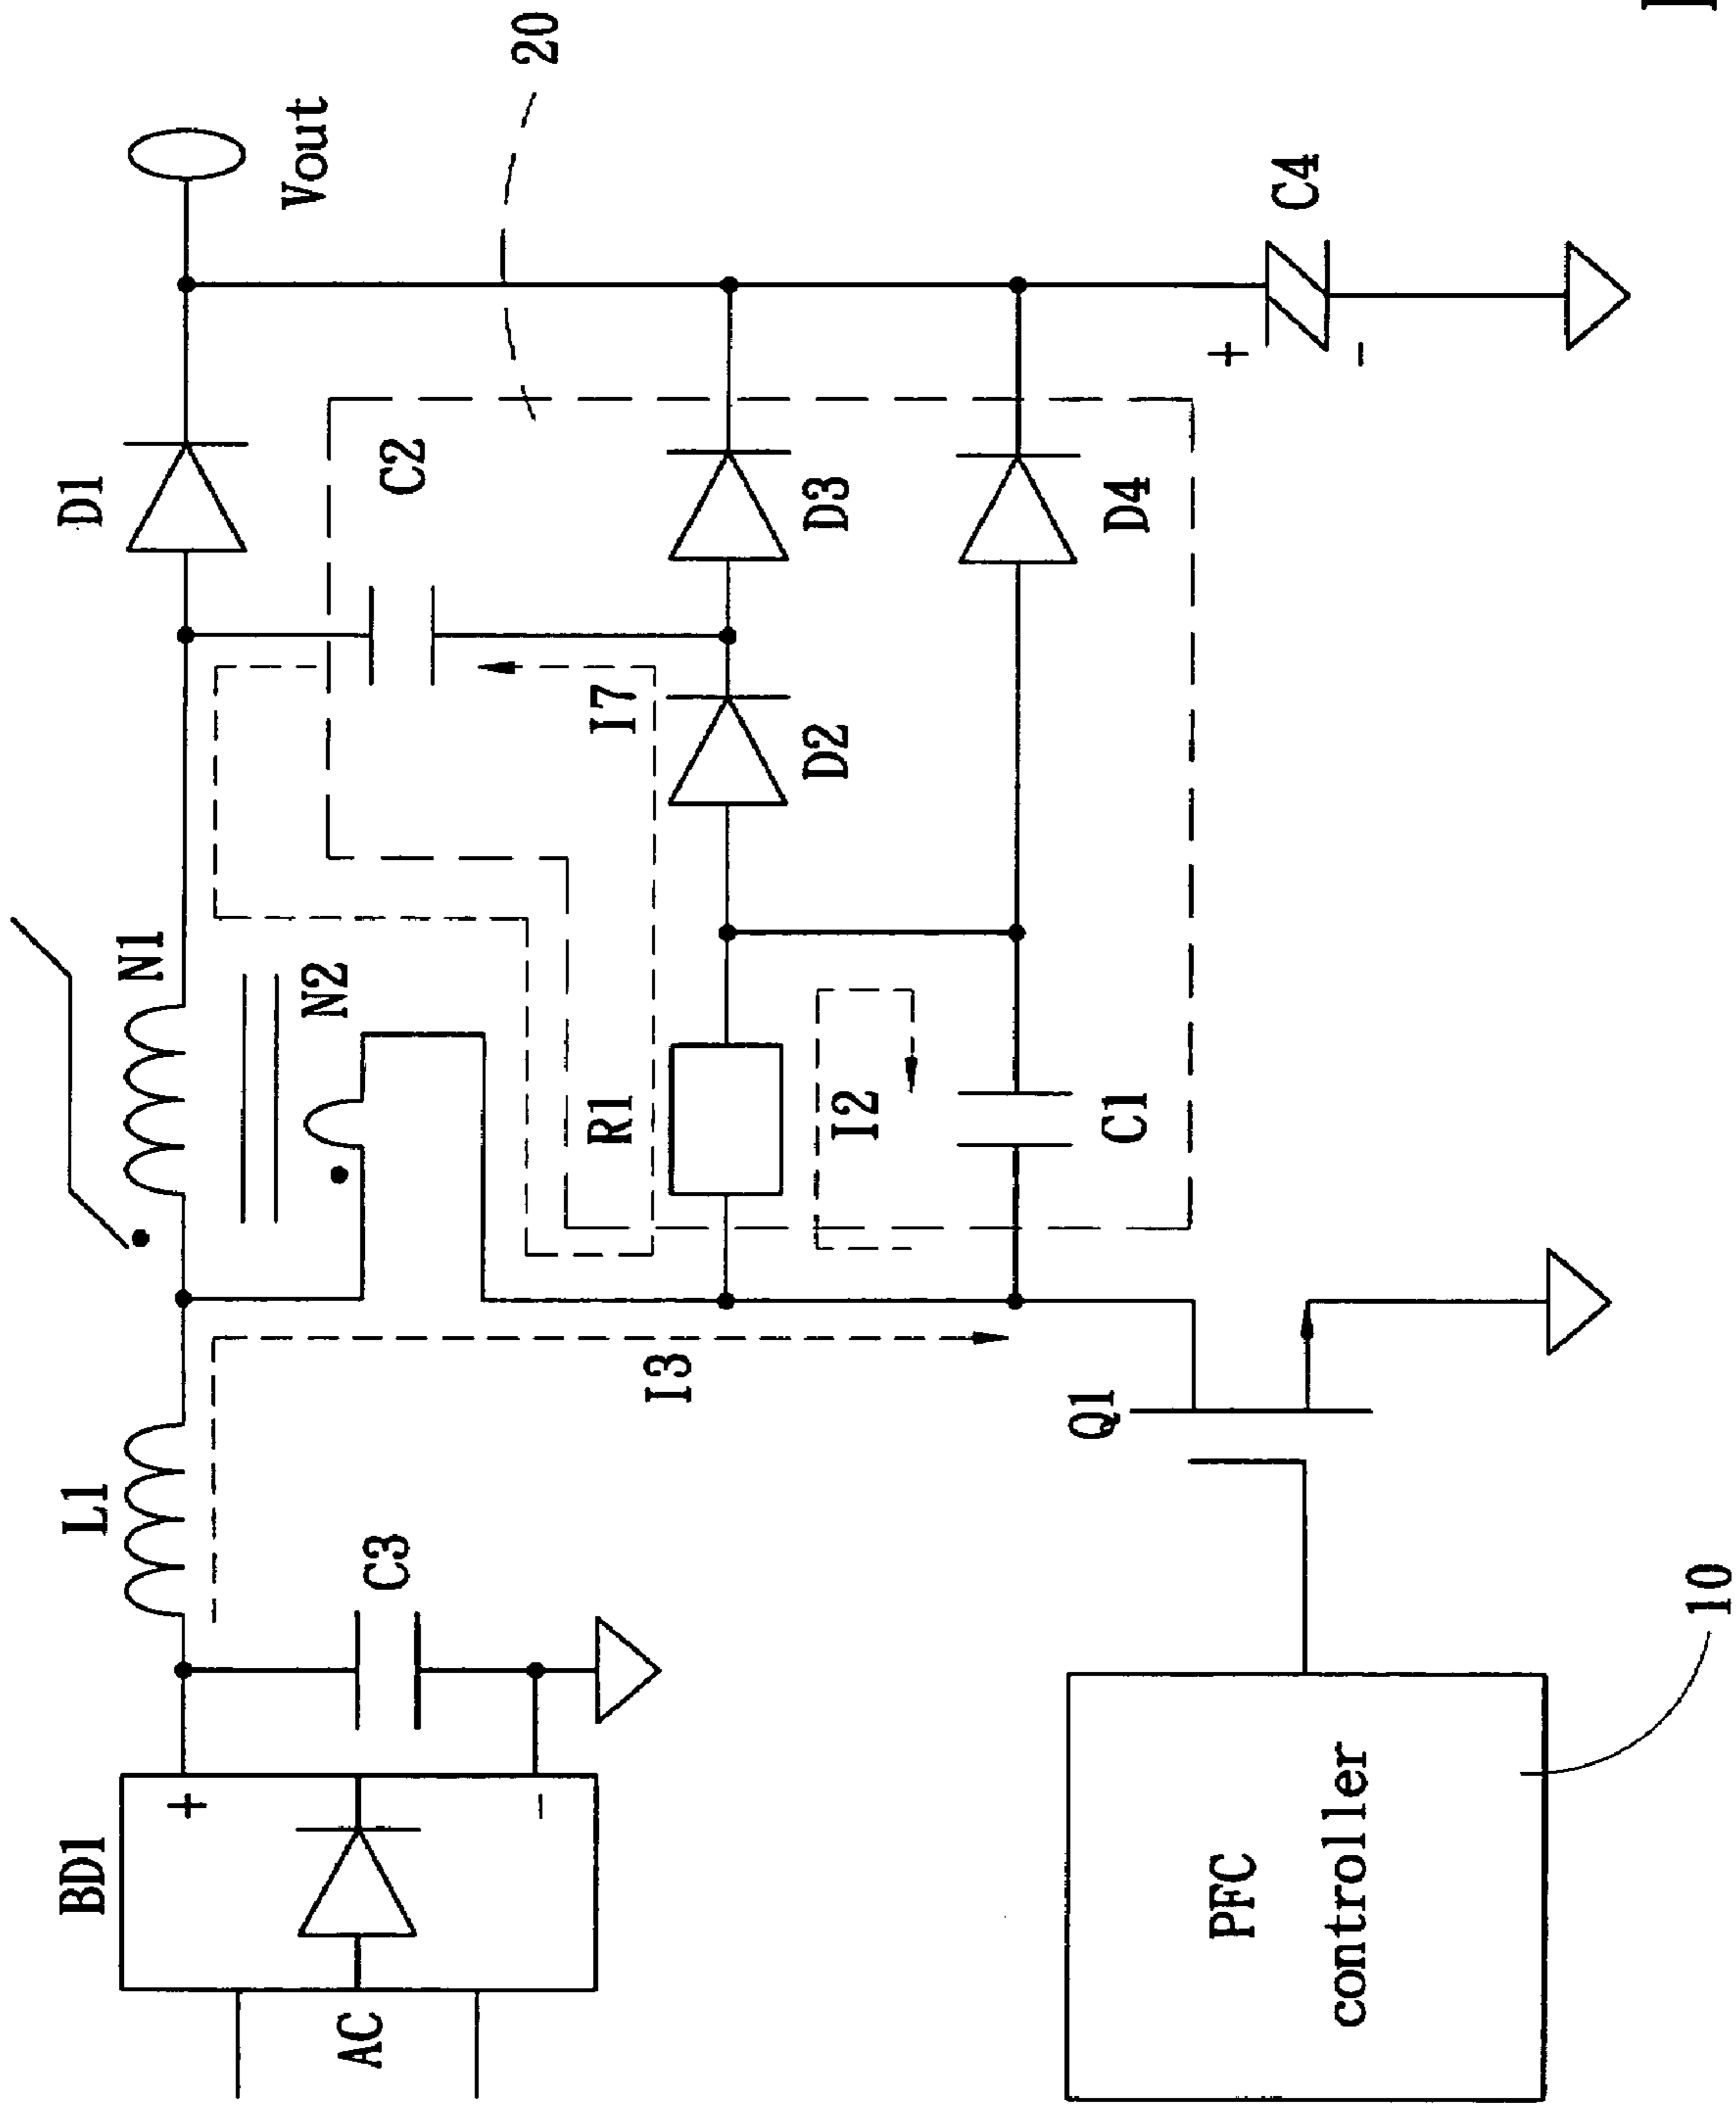 BD1
+
-
AC
C3
L1
N1
N2
D1
Vout
20
C2
I7
I3
R1
D2
D3
I2
C1
D4
Q1
C4
+
-
PFC
controller
10